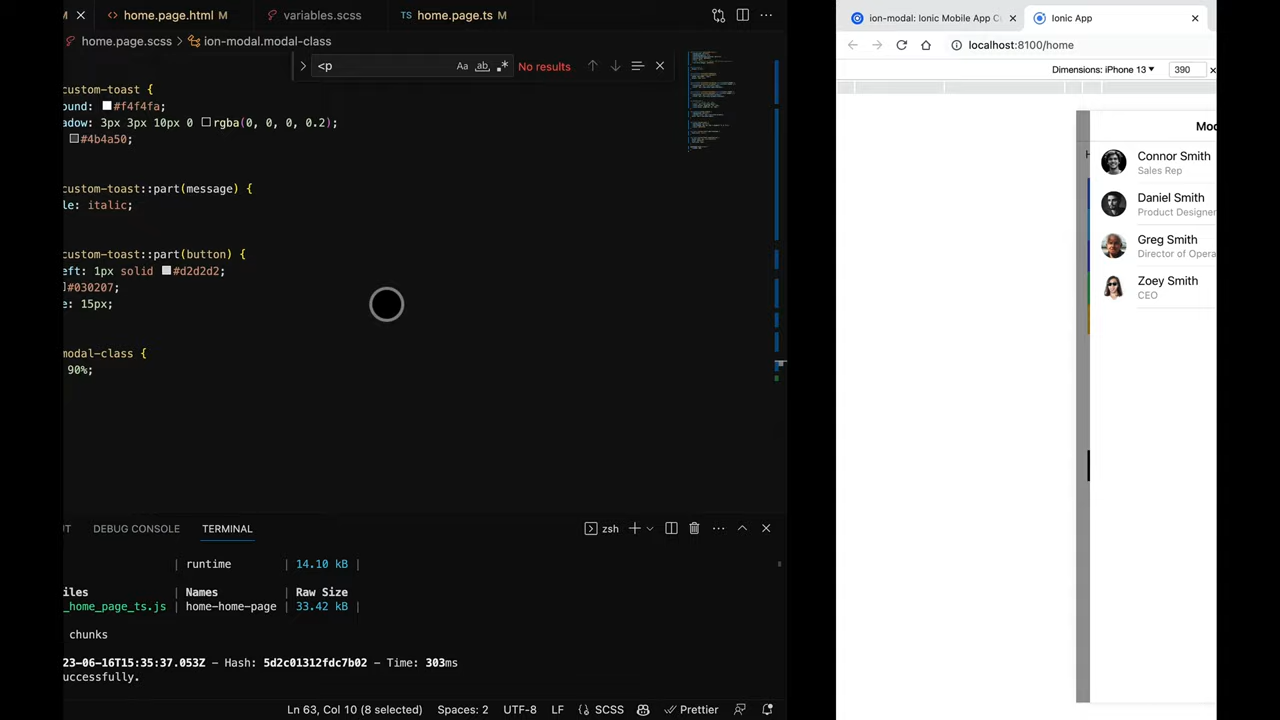 home.page.html M
variables.scss
TS home.page.ts M
home.page.scss > ion-modal.modal-class
<p
Aa ab .* No results
custom-toast {
ound: #f4f4fa;
adow: 3px 3px 10px 0 rgba(0, 0, 0, 0.2);
#4b4a50;
custom-toast::part(message) {
le: italic;
custom-toast::part(button) {
eft: 1px solid #d2d2d2;
#030207;
e: 15px;
modal-class {
90%;
UT DEBUG CONSOLE TERMINAL
zsh
| runtime | 14.10 kB |
iles | Names | Raw Size
_home_page_ts.js | home-home-page | 33.42 kB |
chunks
23-06-16T15:35:37.053Z - Hash: 5d2c01312fdc7b02 - Time: 303ms
uccessfully.
Ln 63, Col 10 (8 selected) Spaces: 2 UTF-8 LF {} SCSS Prettier
ion-modal: Ionic Mobile App C
Ionic App
localhost:8100/home
Dimensions: iPhone 13 390
Mod
H
Connor Smith
Sales Rep
Daniel Smith
Product Designer
Greg Smith
Director of Opera
Zoey Smith
CEO